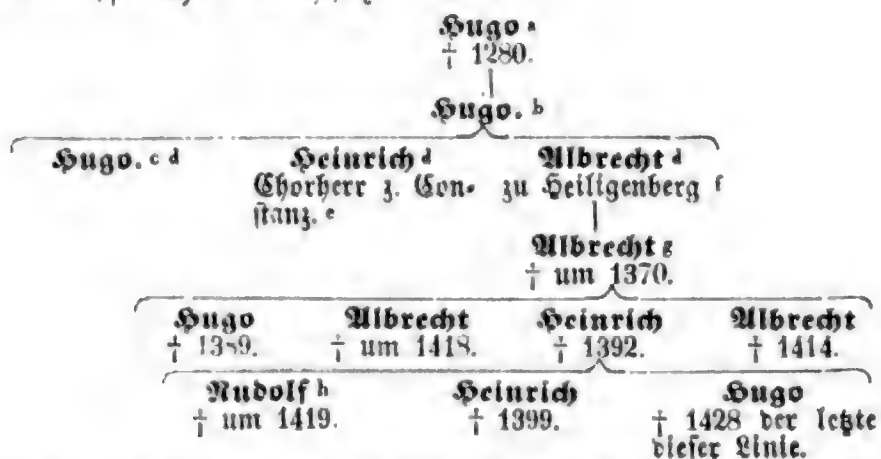 Hugo a
† 1280.
Hugo. b
Hugo. c d Heinrich d Albrecht d
Chorherr z. Con- zu Heiligenberg f
stanz. e
Albrecht g
† um 1370.
Hugo Albrecht Heinrich Albrecht
† 1389. † um 1418. † 1392. † 1414.
Rudolf h Heinrich Hugo
† um 1419. † 1399. † 1428 der letzte
dieser Linie.